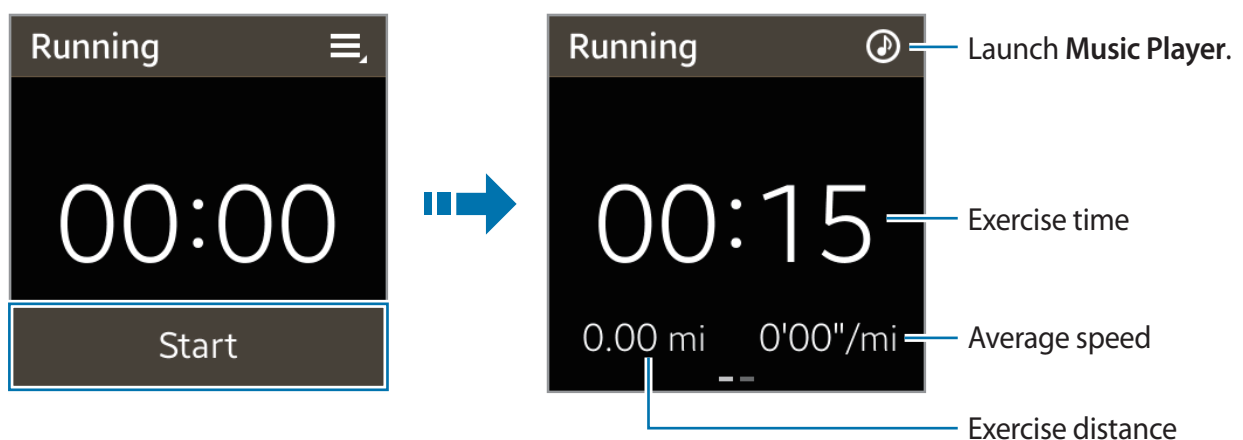 Running
00:00
Start
Running
Launch Music Player.
00:15
Exercise time
0.00 mi 0'00"/mi
Average speed
Exercise distance